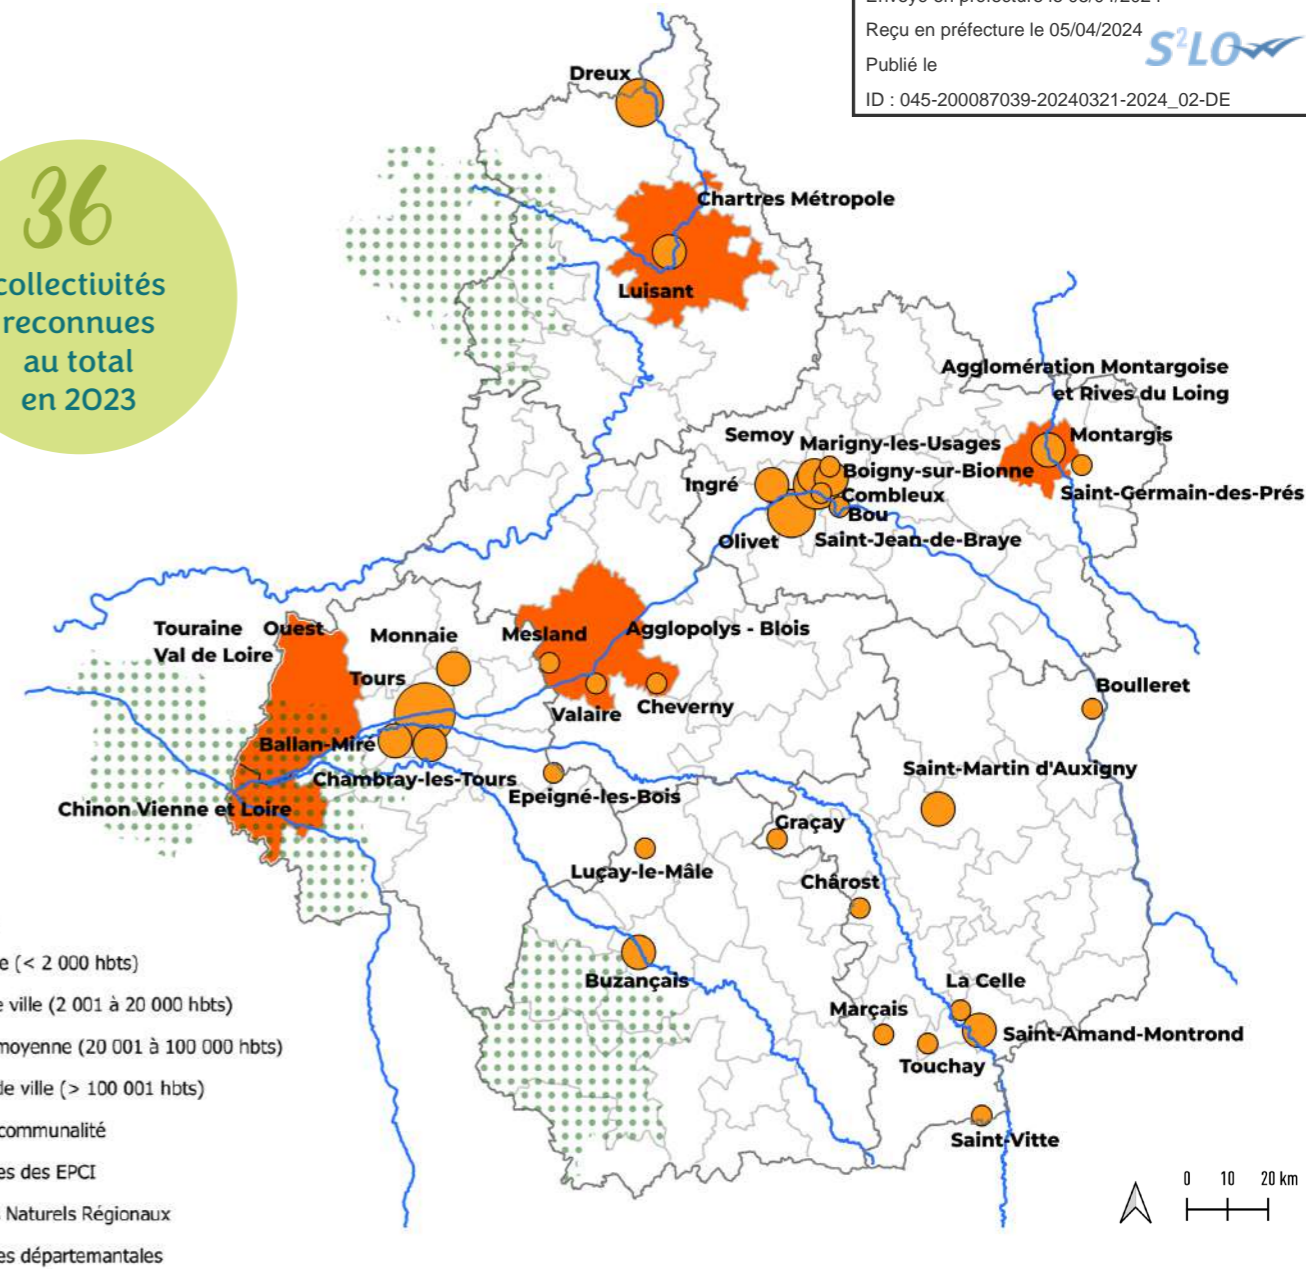 Reçu en préfecture le 05/04/2024
S²LO
Publié le
ID : 045-200087039-20240321-2024_02-DE
36
collectivités
reconnues
au total
en 2023
Dreux
Chartres Métropole
Luisant
Agglomération Montargoise
et Rives du Loing
Semoy
Marigny-les-Usages
Montargis
Ingré
Boigny-sur-Bionne
Combleux
Saint-Germain-des-Prés
Bou
Olivet
Saint-Jean-de-Braye
Touraine Ouest
Val de Loire
Monnaie
Mesland
Agglopolys - Blois
Tours
Boulleret
Valaire
Cheverny
Ballan-Miré
Chambray-les-Tours
Saint-Martin d'Auxigny
Epeigné-les-Bois
Chinon Vienne et Loire
Graçay
Luçay-le-Mâle
Chârost
Buzançais
La Celle
Marçais
Saint-Amand-Montrond
Touchay
Saint-Vitte
(< 2 000 hbts)
ville (2 001 à 20 000 hbts)
moyenne (20 001 à 100 000 hbts)
ville (> 100 001 hbts)
communalité
des EPCI
Naturels Régionaux
départementales
0 10 20 km